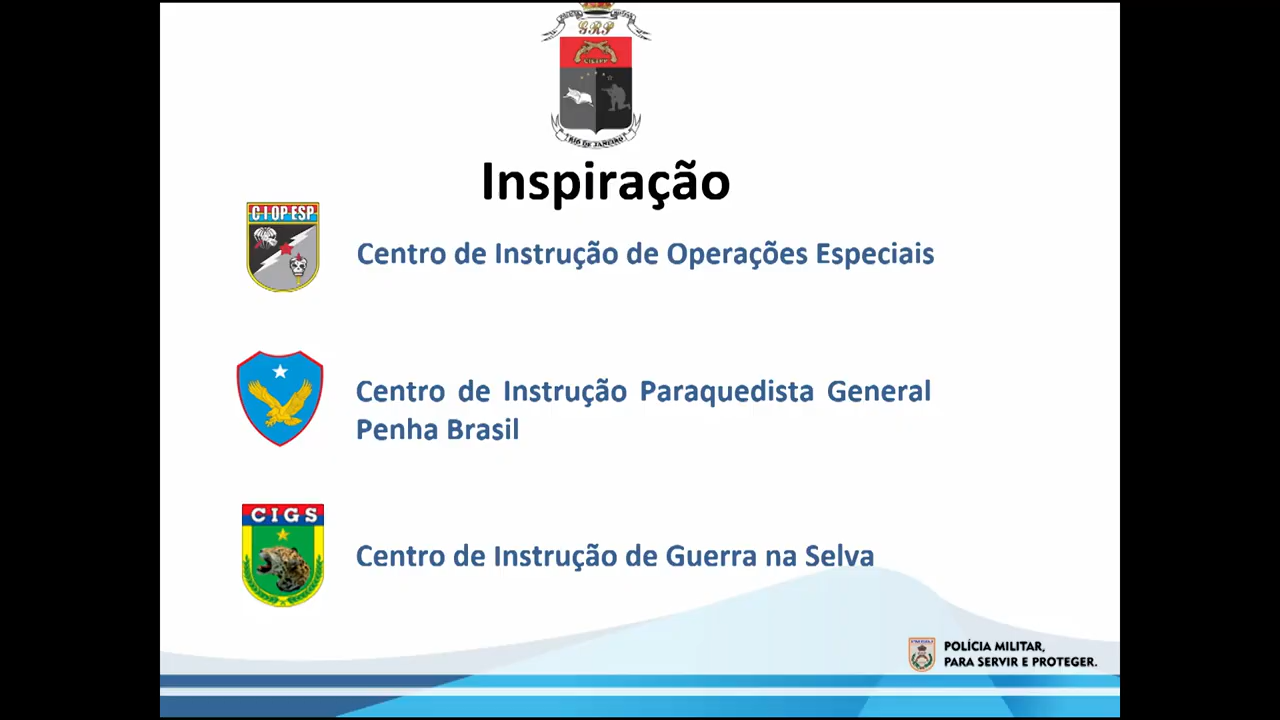 GRP
RIO DE JANEIRO
Inspiração
C I OP ESP
Centro de Instrução de Operações Especiais
Centro de Instrução Paraquedista General
Penha Brasil
CIGS
Centro de Instrução de Guerra na Selva
POLÍCIA MILITAR,
PARA SERVIR E PROTEGER.